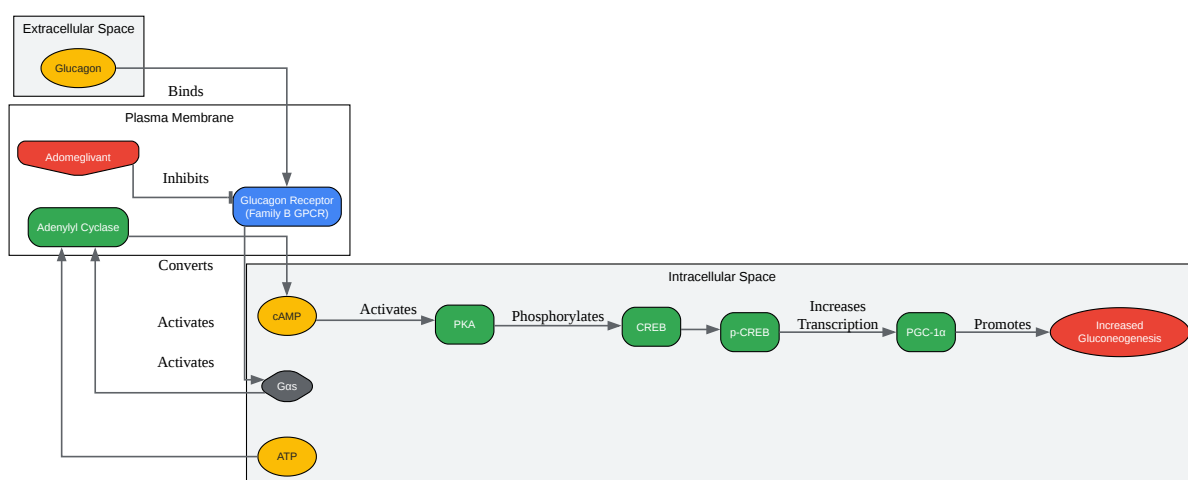 Extracellular Space
Glucagon
Binds
Plasma Membrane
Adomeglivant
Inhibits
Glucagon Receptor
(Family B GPCR)
Adenylyl Cyclase
Converts
Intracellular Space
cAMP
Activates
PKA
Phosphorylates
CREB
p-CREB
Increases
Transcription
PGC-1α
Promotes
Increased
Gluconeogenesis
Activates
Activates
Gαs
ATP